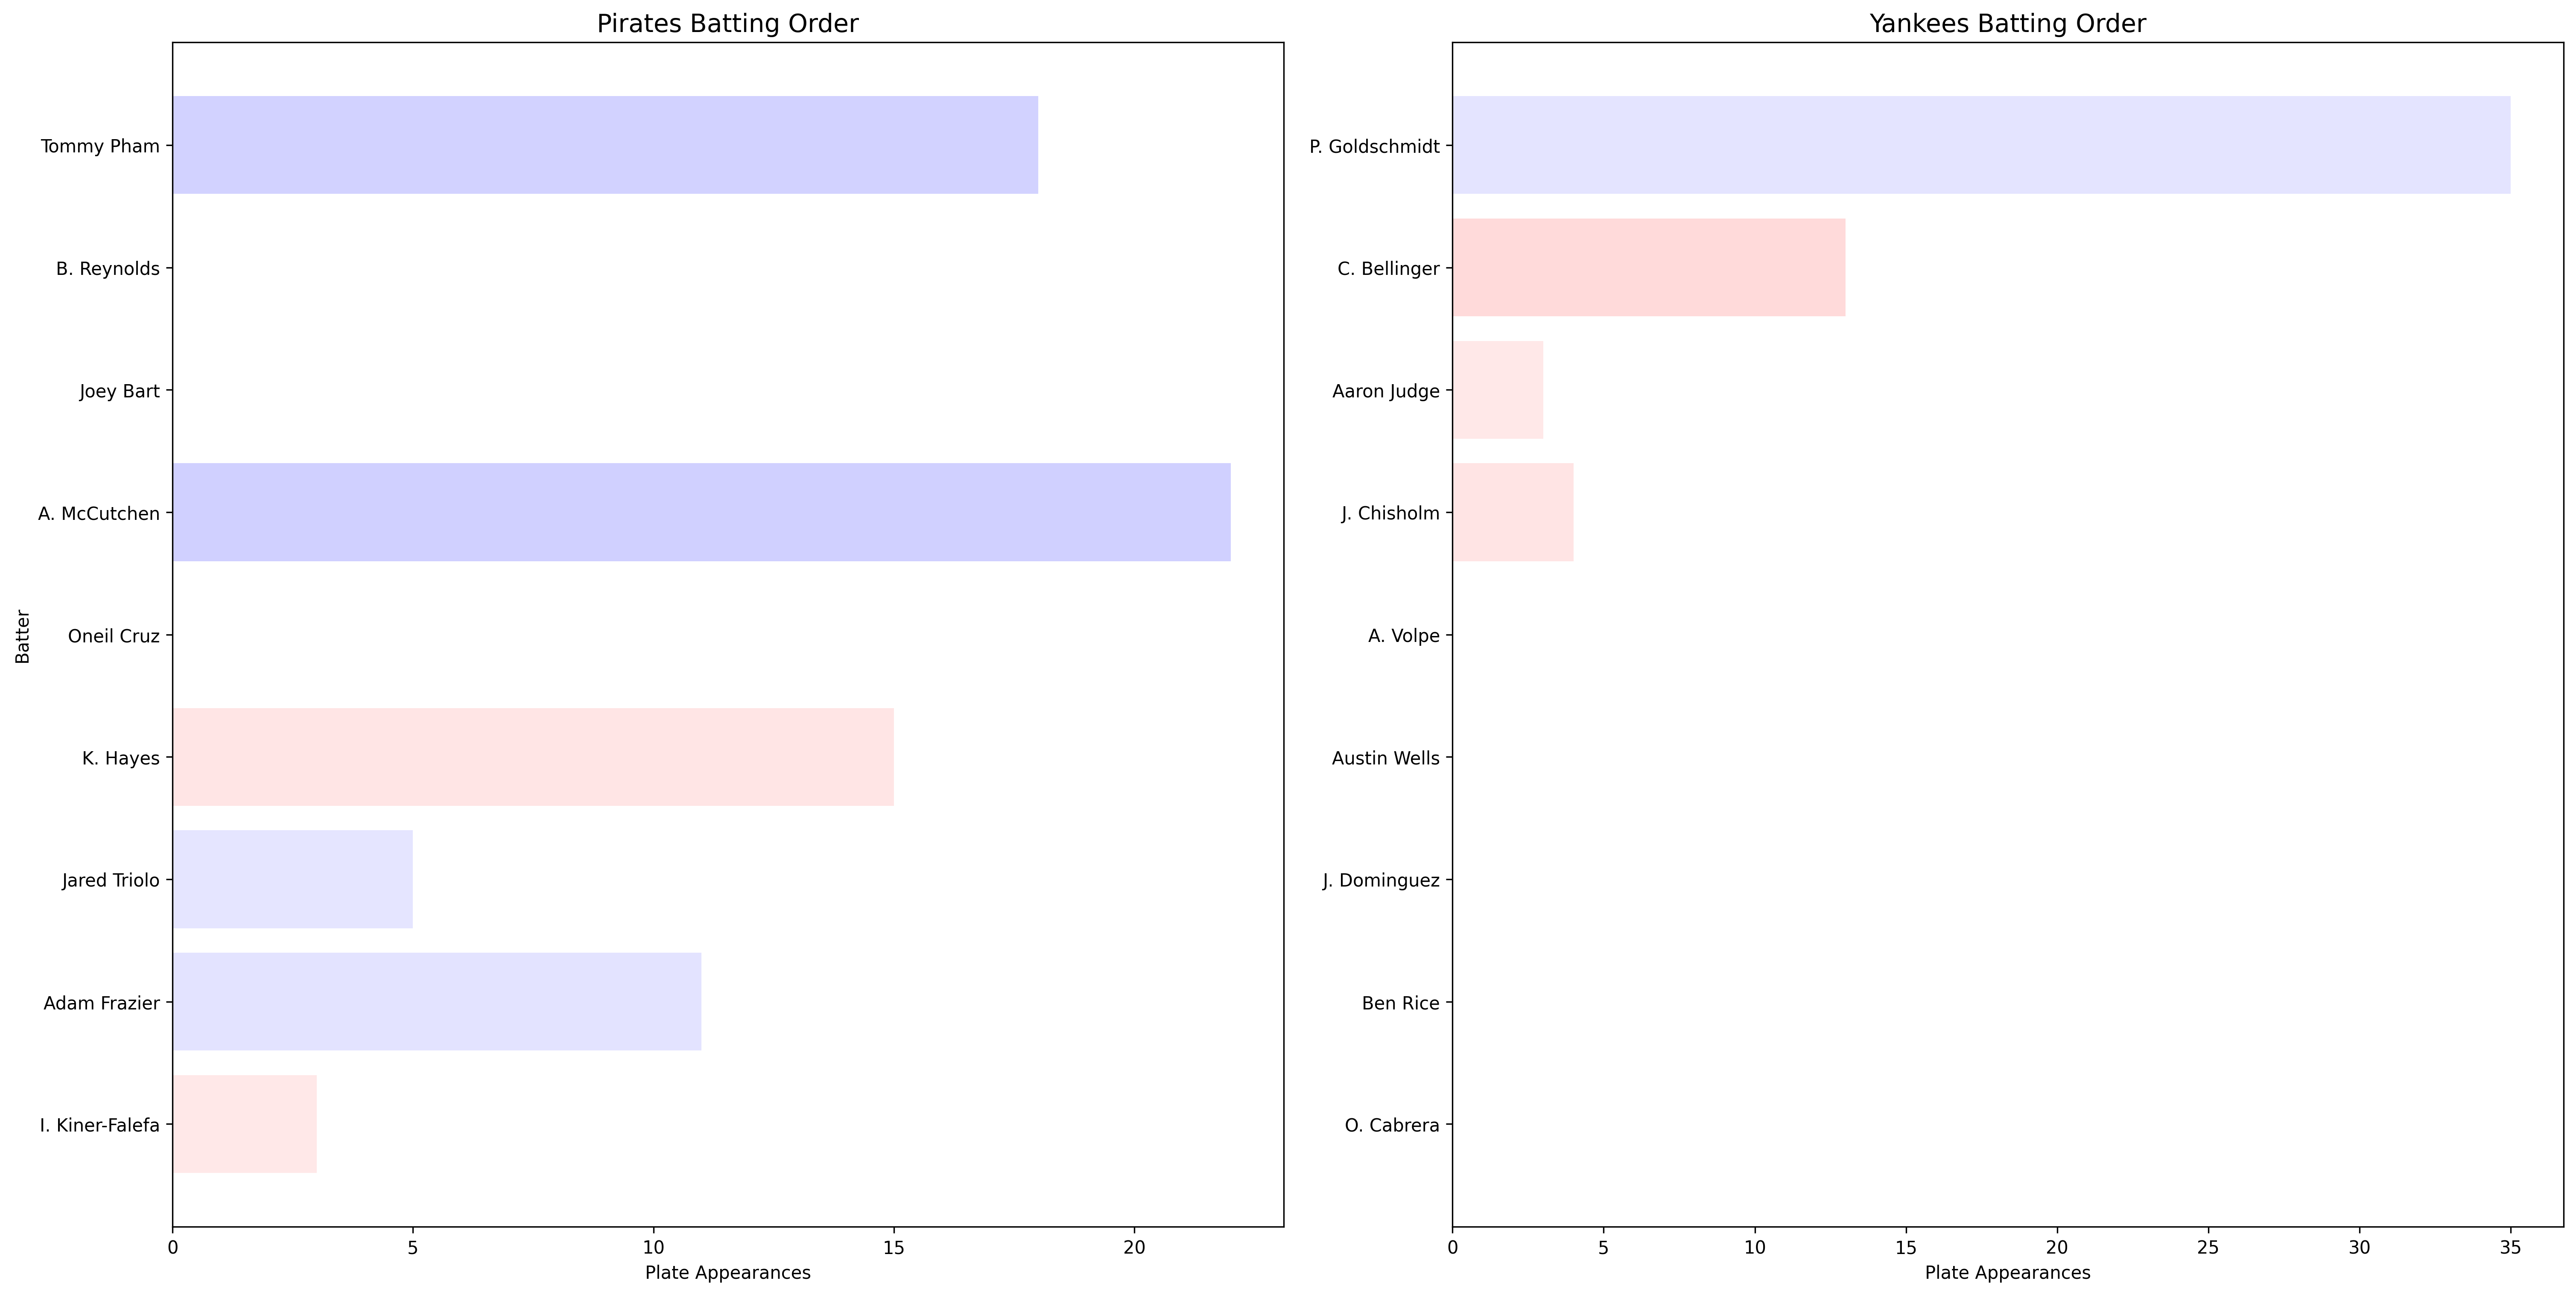 Pirates Batting Order
Batter
Tommy Pham
B. Reynolds
Joey Bart
A. McCutchen
Oneil Cruz
K. Hayes
Jared Triolo
Adam Frazier
I. Kiner-Falefa
0 5 10 15 20
Plate Appearances
Yankees Batting Order
P. Goldschmidt
C. Bellinger
Aaron Judge
J. Chisholm
A. Volpe
Austin Wells
J. Dominguez
Ben Rice
O. Cabrera
0 5 10 15 20 25 30 35
Plate Appearances